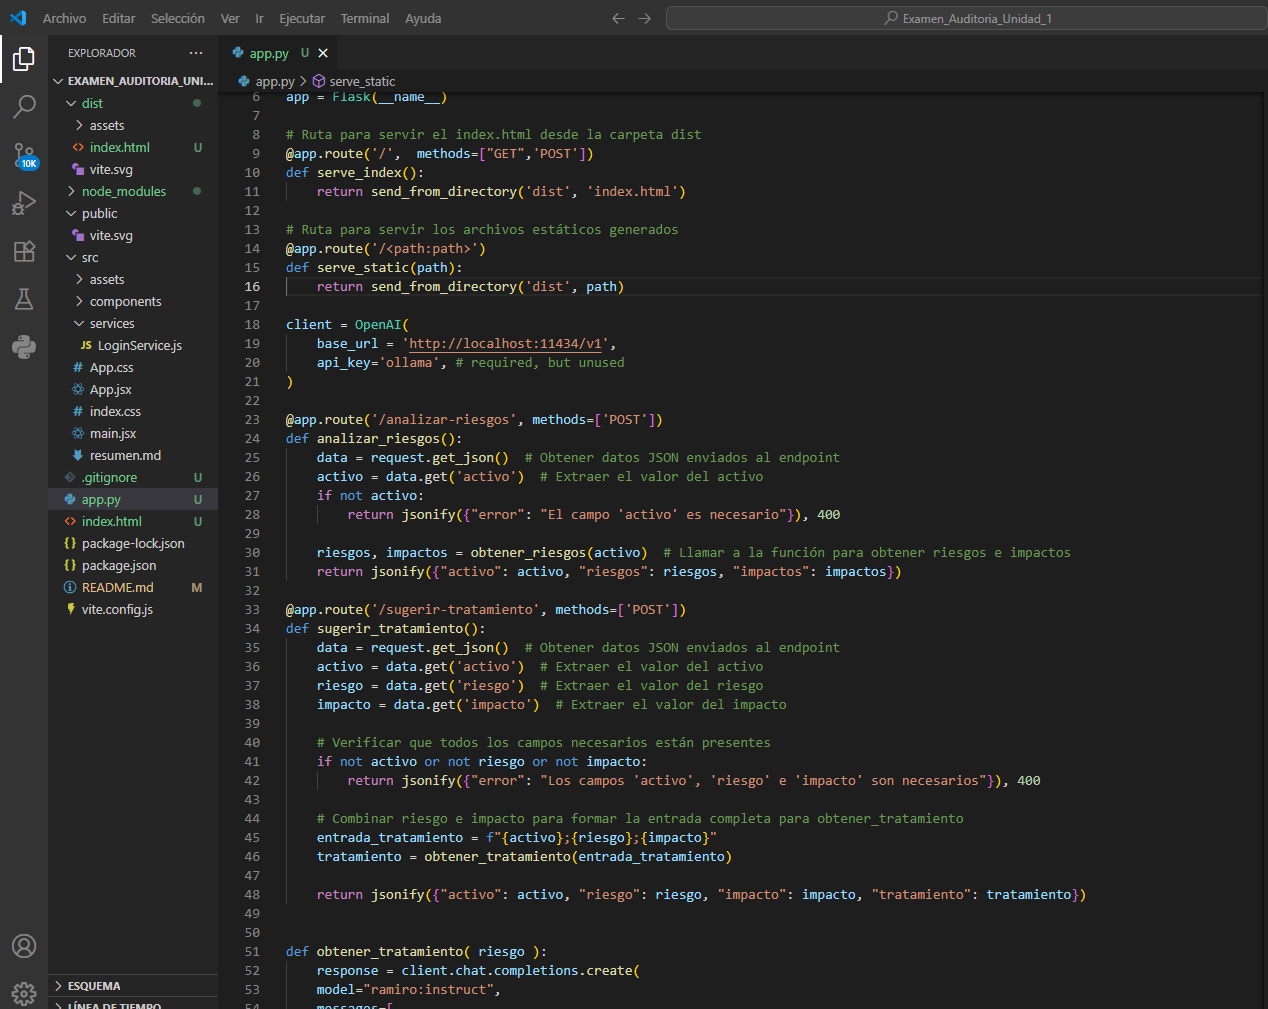 Archivo Editar Selección Ver Ir Ejecutar Terminal Ayuda
Examen_Auditoria_Unidad_1
EXPLORADOR
EXAMEN_AUDITORIA_UNI...
dist
assets
index.html U
vite.svg
node_modules
public
vite.svg
src
assets
components
services
JS LoginService.js
# App.css
App.jsx
# index.css
main.jsx
resumen.md
.gitignore U
app.py U
<> index.html U
{} package-lock.json
{} package.json
README.md M
vite.config.js
ESQUEMA
LÍNEA DE TIEMPO
10K
app.py U
app.py > serve_static
6 app = Flask(__name__)
7
8 # Ruta para servir el index.html desde la carpeta dist
9 @app.route('/',  methods=["GET",'POST'])
10 def serve_index():
11     return send_from_directory('dist', 'index.html')
12
13 # Ruta para servir los archivos estáticos generados
14 @app.route('/<path:path>')
15 def serve_static(path):
16     return send_from_directory('dist', path)
17
18 client = OpenAI(
19     base_url = 'http://localhost:11434/v1',
20     api_key='ollama', # required, but unused
21 )
22
23 @app.route('/analizar-riesgos', methods=['POST'])
24 def analizar_riesgos():
25     data = request.get_json()  # Obtener datos JSON enviados al endpoint
26     activo = data.get('activo')  # Extraer el valor del activo
27     if not activo:
28         return jsonify({"error": "El campo 'activo' es necesario"}), 400
29
30     riesgos, impactos = obtener_riesgos(activo)  # Llamar a la función para obtener riesgos e impactos
31     return jsonify({"activo": activo, "riesgos": riesgos, "impactos": impactos})
32
33 @app.route('/sugerir-tratamiento', methods=['POST'])
34 def sugerir_tratamiento():
35     data = request.get_json()  # Obtener datos JSON enviados al endpoint
36     activo = data.get('activo')  # Extraer el valor del activo
37     riesgo = data.get('riesgo')  # Extraer el valor del riesgo
38     impacto = data.get('impacto')  # Extraer el valor del impacto
39
40     # Verificar que todos los campos necesarios están presentes
41     if not activo or not riesgo or not impacto:
42         return jsonify({"error": "Los campos 'activo', 'riesgo' e 'impacto' son necesarios"}), 400
43
44     # Combinar riesgo e impacto para formar la entrada completa para obtener_tratamiento
45     entrada_tratamiento = f"{activo};{riesgo};{impacto}"
46     tratamiento = obtener_tratamiento(entrada_tratamiento)
47
48     return jsonify({"activo": activo, "riesgo": riesgo, "impacto": impacto, "tratamiento": tratamiento})
49
50
51 def obtener_tratamiento( riesgo ):
52     response = client.chat.completions.create(
53     model="ramiro:instruct",
54     messages=[